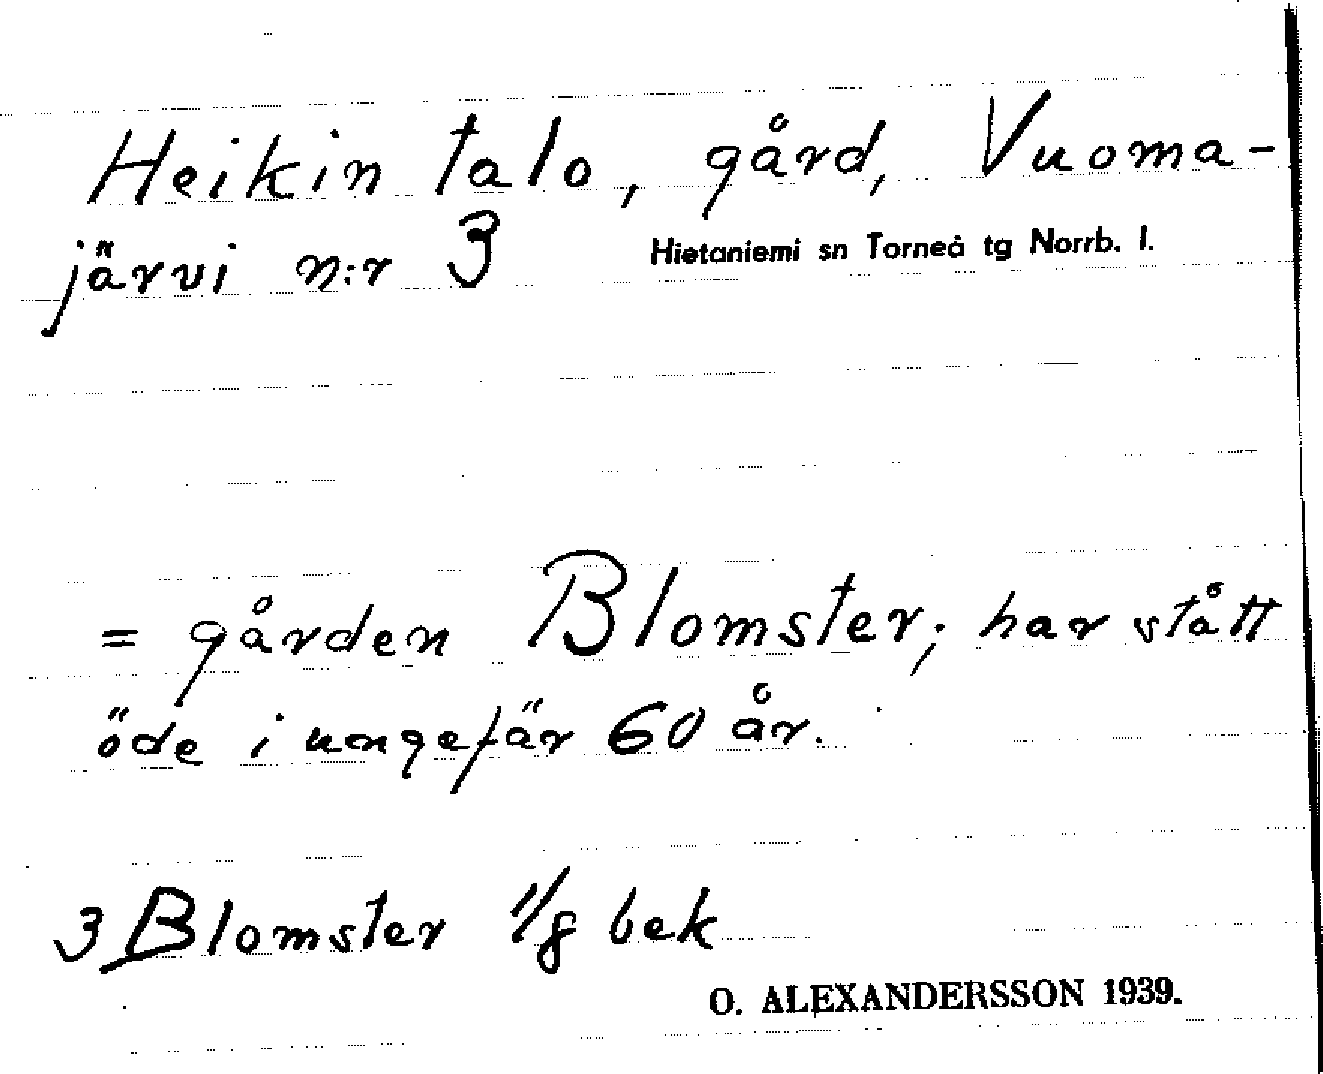 Heikin talo, gård, Vuoma-
järvi n:r 3 Hietaniemi sn Torneå tg Norrb. l.
= gården Blomster; har stått
öde i ungefär 60 år.
3 Blomster 1/8 bek
O. ALEXANDERSSON 1939.